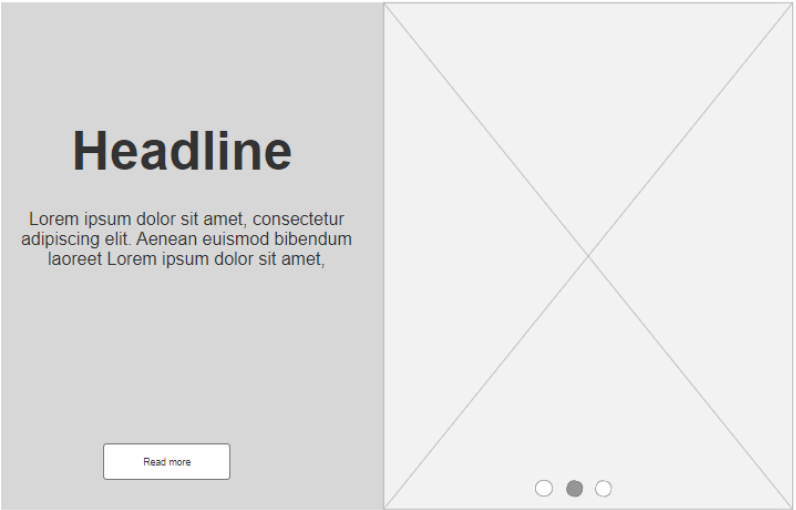 Headline
Lorem ipsum dolor sit amet, consectetur
adipiscing elit. Aenean euismod bibendum
laoreet Lorem ipsum dolor sit amet,
Read more